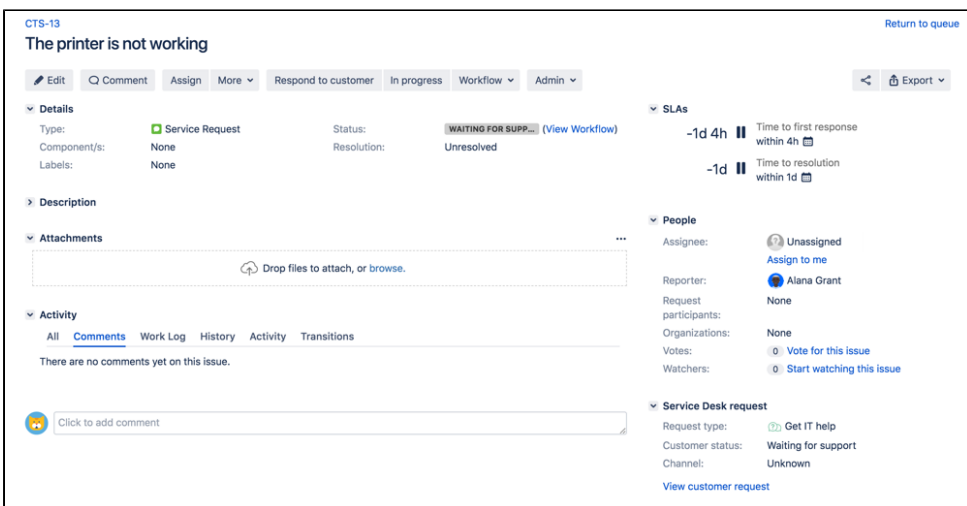 CTS-13
Return to queue
The printer is not working
Edit Comment Assign More Respond to customer In progress Workflow Admin Export
Details
Type: Service Request Status: WAITING FOR SUPP... (View Workflow)
Component/s: None Resolution: Unresolved
Labels: None
Description
Attachments
Drop files to attach, or browse.
Activity
All Comments Work Log History Activity Transitions
There are no comments yet on this issue.
Click to add comment
SLAs
-1d 4h Time to first response
within 4h
-1d Time to resolution
within 1d
People
Assignee: Unassigned
Assign to me
Reporter: Alana Grant
Request None
participants:
Organizations: None
Votes: 0 Vote for this issue
Watchers: 0 Start watching this issue
Service Desk request
Request type: Get IT help
Customer status: Waiting for support
Channel: Unknown
View customer request